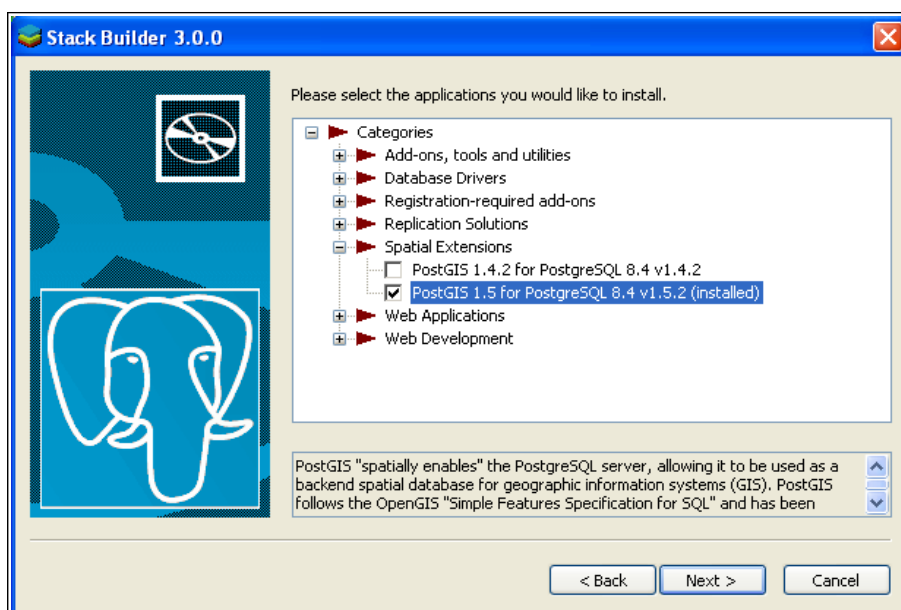 Stack Builder 3.0.0
Please select the applications you would like to install.
Categories
Add-ons, tools and utilities
Database Drivers
Registration-required add-ons
Replication Solutions
Spatial Extensions
PostGIS 1.4.2 for PostgreSQL 8.4 v1.4.2
PostGIS 1.5 for PostgreSQL 8.4 v1.5.2 (installed)
Web Applications
Web Development
PostGIS "spatially enables" the PostgreSQL server, allowing it to be used as a
backend spatial database for geographic information systems (GIS). PostGIS
follows the OpenGIS "Simple Features Specification for SQL" and has been
< Back Next > Cancel